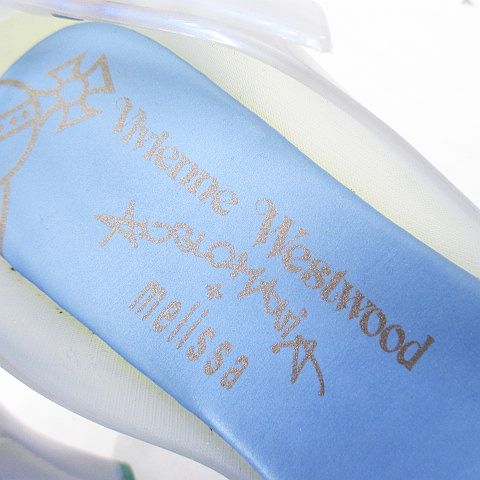 Vivienne Westwood
ANGLOMANIA
+
melissa